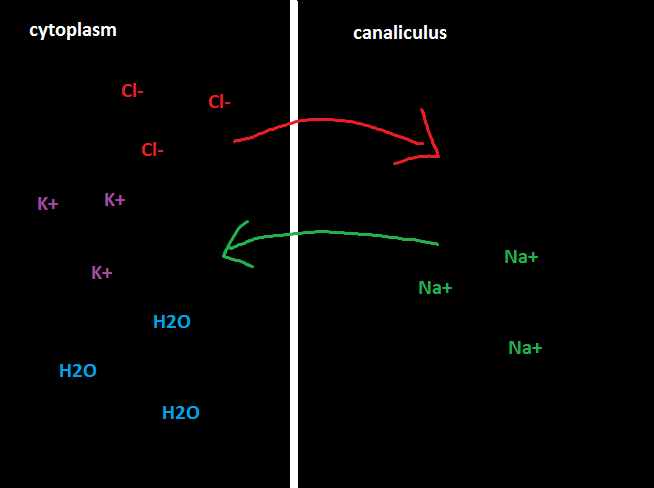 cytoplasm
canaliculus
Cl-
Cl-
Cl-
K+
K+
K+
Na+
Na+
H2O
Na+
H2O
H2O